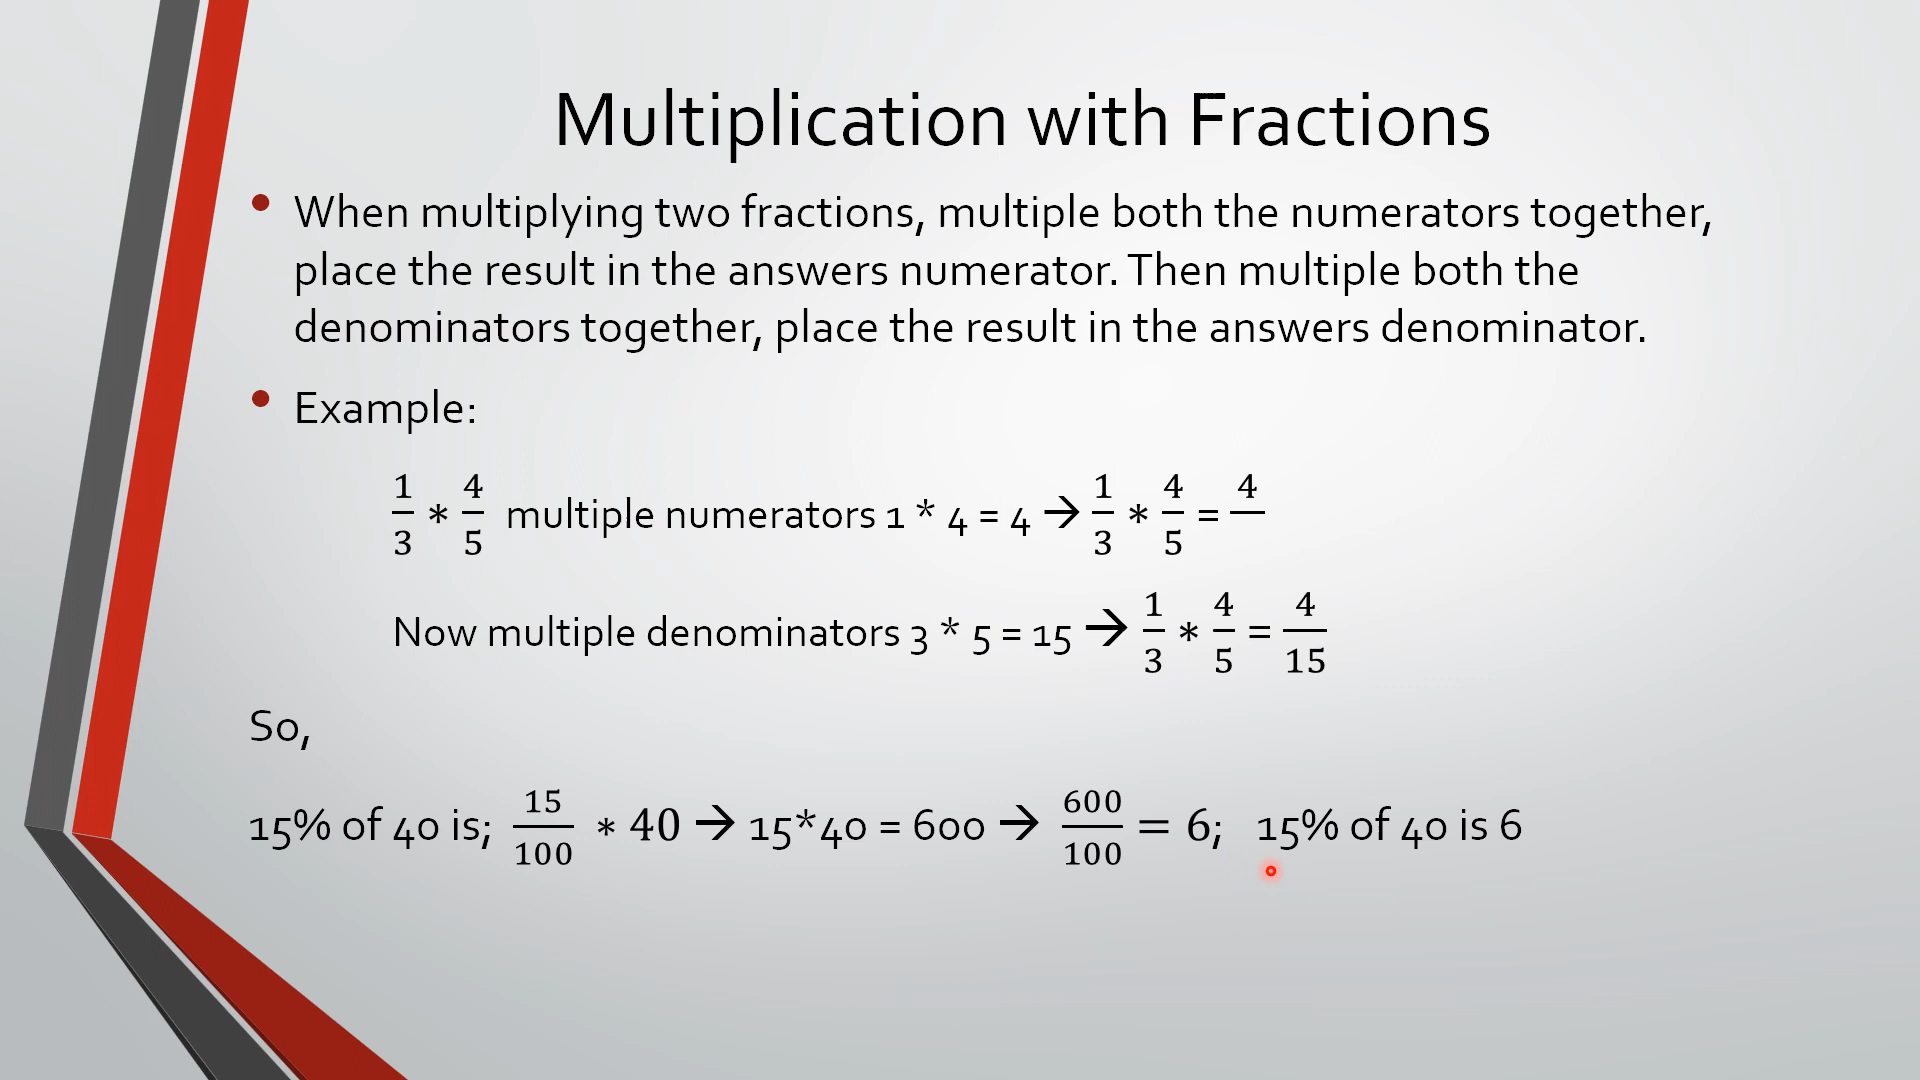 Multiplication with Fractions
• When multiplying two fractions, multiple both the numerators together,
place the result in the answers numerator. Then multiple both the
denominators together, place the result in the answers denominator.
• Example:
1/3 * 4/5 multiple numerators 1 * 4 = 4 → 1/3 * 4/5 = 4/
Now multiple denominators 3 * 5 = 15 → 1/3 * 4/5 = 4/15
So,
15% of 40 is; 15/100 * 40 → 15*40 = 600 → 600/100 = 6; 15% of 40 is 6